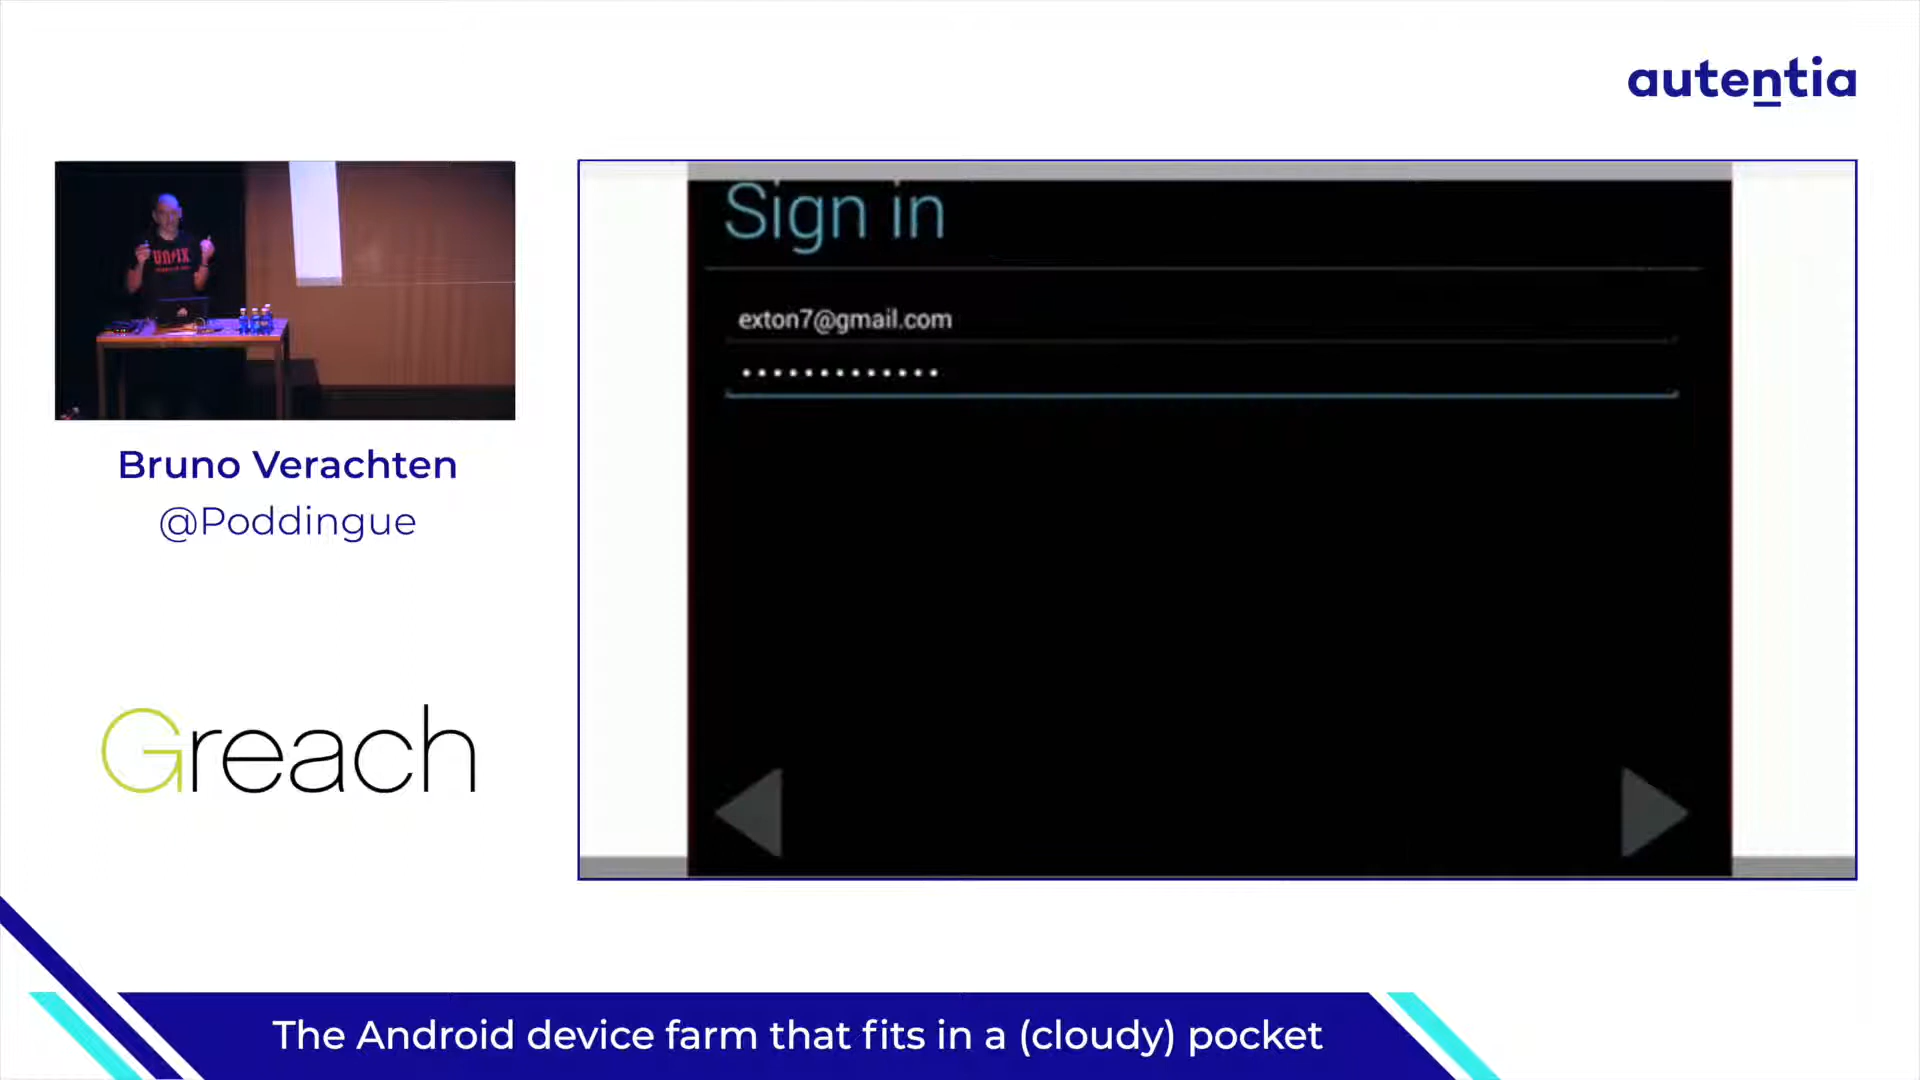 autentia
UNIX
Bruno Verachten
@Poddingue
Greach
Sign in
exton7@gmail.com
•••••••••••••
The Android device farm that fits in a (cloudy) pocket